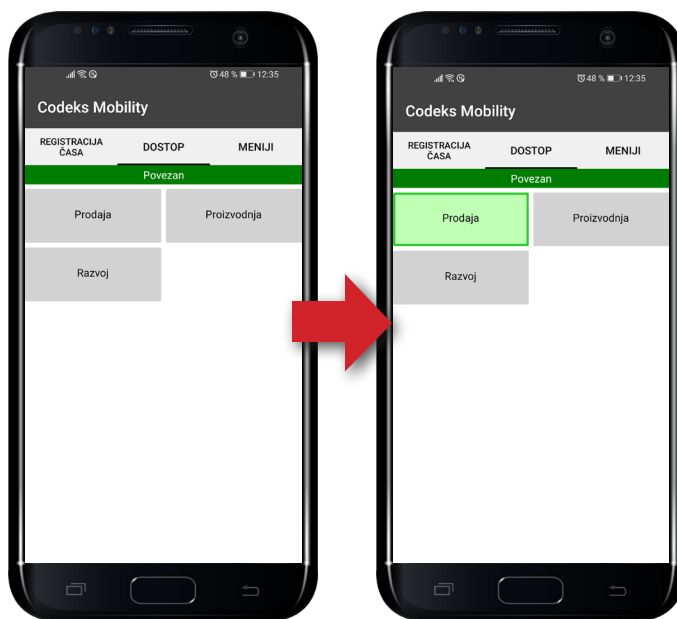 48 % 12:35
Codeks Mobility
REGISTRACIJA
ČASA
DOSTOP
MENIJI
Povezan
Prodaja
Proizvodnja
Razvoj
48 % 12:35
Codeks Mobility
REGISTRACIJA
ČASA
DOSTOP
MENIJI
Povezan
Prodaja
Proizvodnja
Razvoj